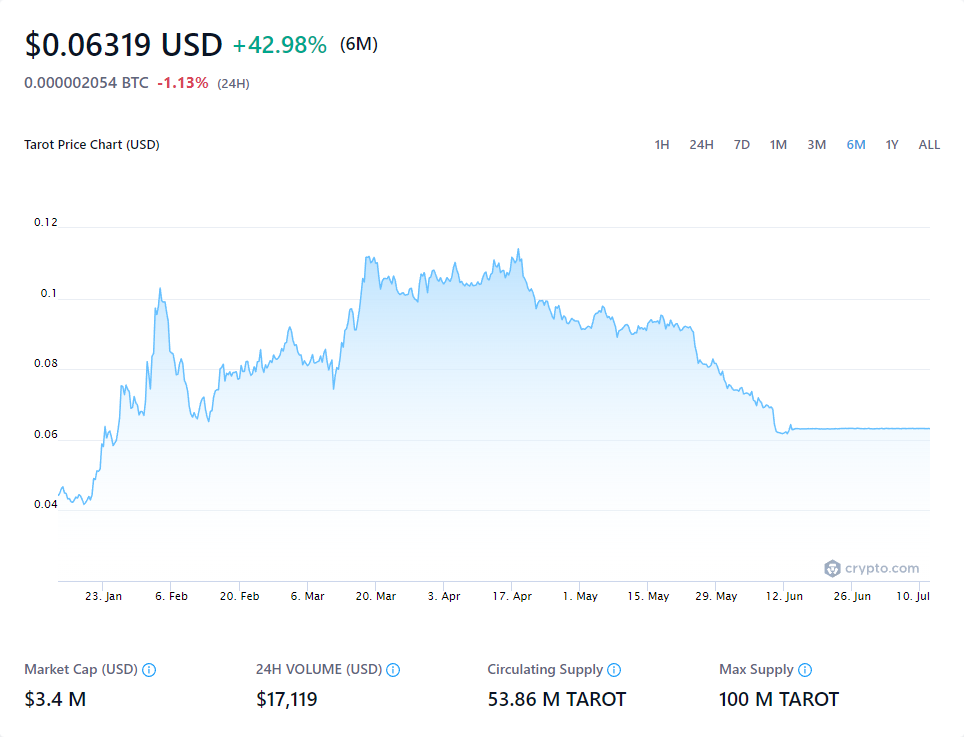 $0.06319 USD +42.98% (6M)
0.000002054 BTC -1.13% (24H)
Tarot Price Chart (USD) 1H 24H 7D 1M 3M 6M 1Y ALL
0.12
0.1
0.08
0.06
0.04
crypto.com
23. Jan 6. Feb 20. Feb 6. Mar 20. Mar 3. Apr 17. Apr 1. May 15. May 29. May 12. Jun 26. Jun 10. Jul
Market Cap (USD) 24H VOLUME (USD) Circulating Supply Max Supply
$3.4 M $17,119 53.86 M TAROT 100 M TAROT